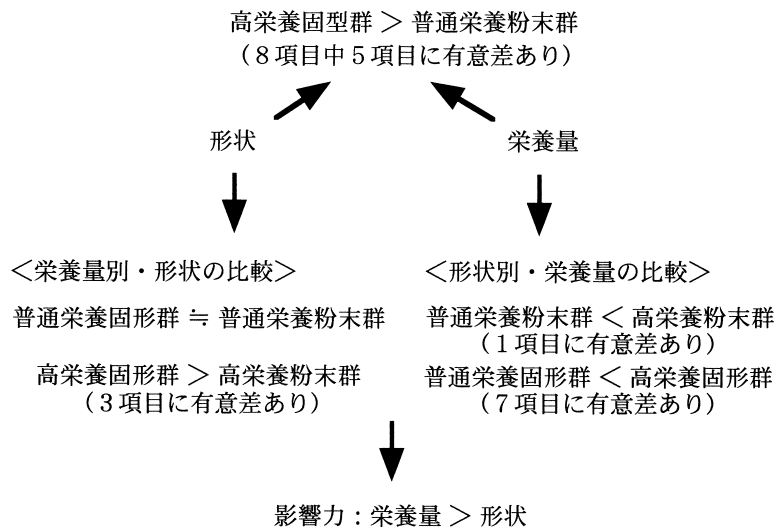 高栄養固型群＞普通栄養粉末群
（８項目中５項目に有意差あり）
形状
栄養量
＜栄養量別・形状の比較＞
普通栄養固形群≒普通栄養粉末群
高栄養固形群＞高栄養粉末群
（３項目に有意差あり）
＜形状別・栄養量の比較＞
普通栄養粉末群＜高栄養粉末群
（１項目に有意差あり）
普通栄養固形群＜高栄養固形群
（７項目に有意差あり）
影響力：栄養量＞形状